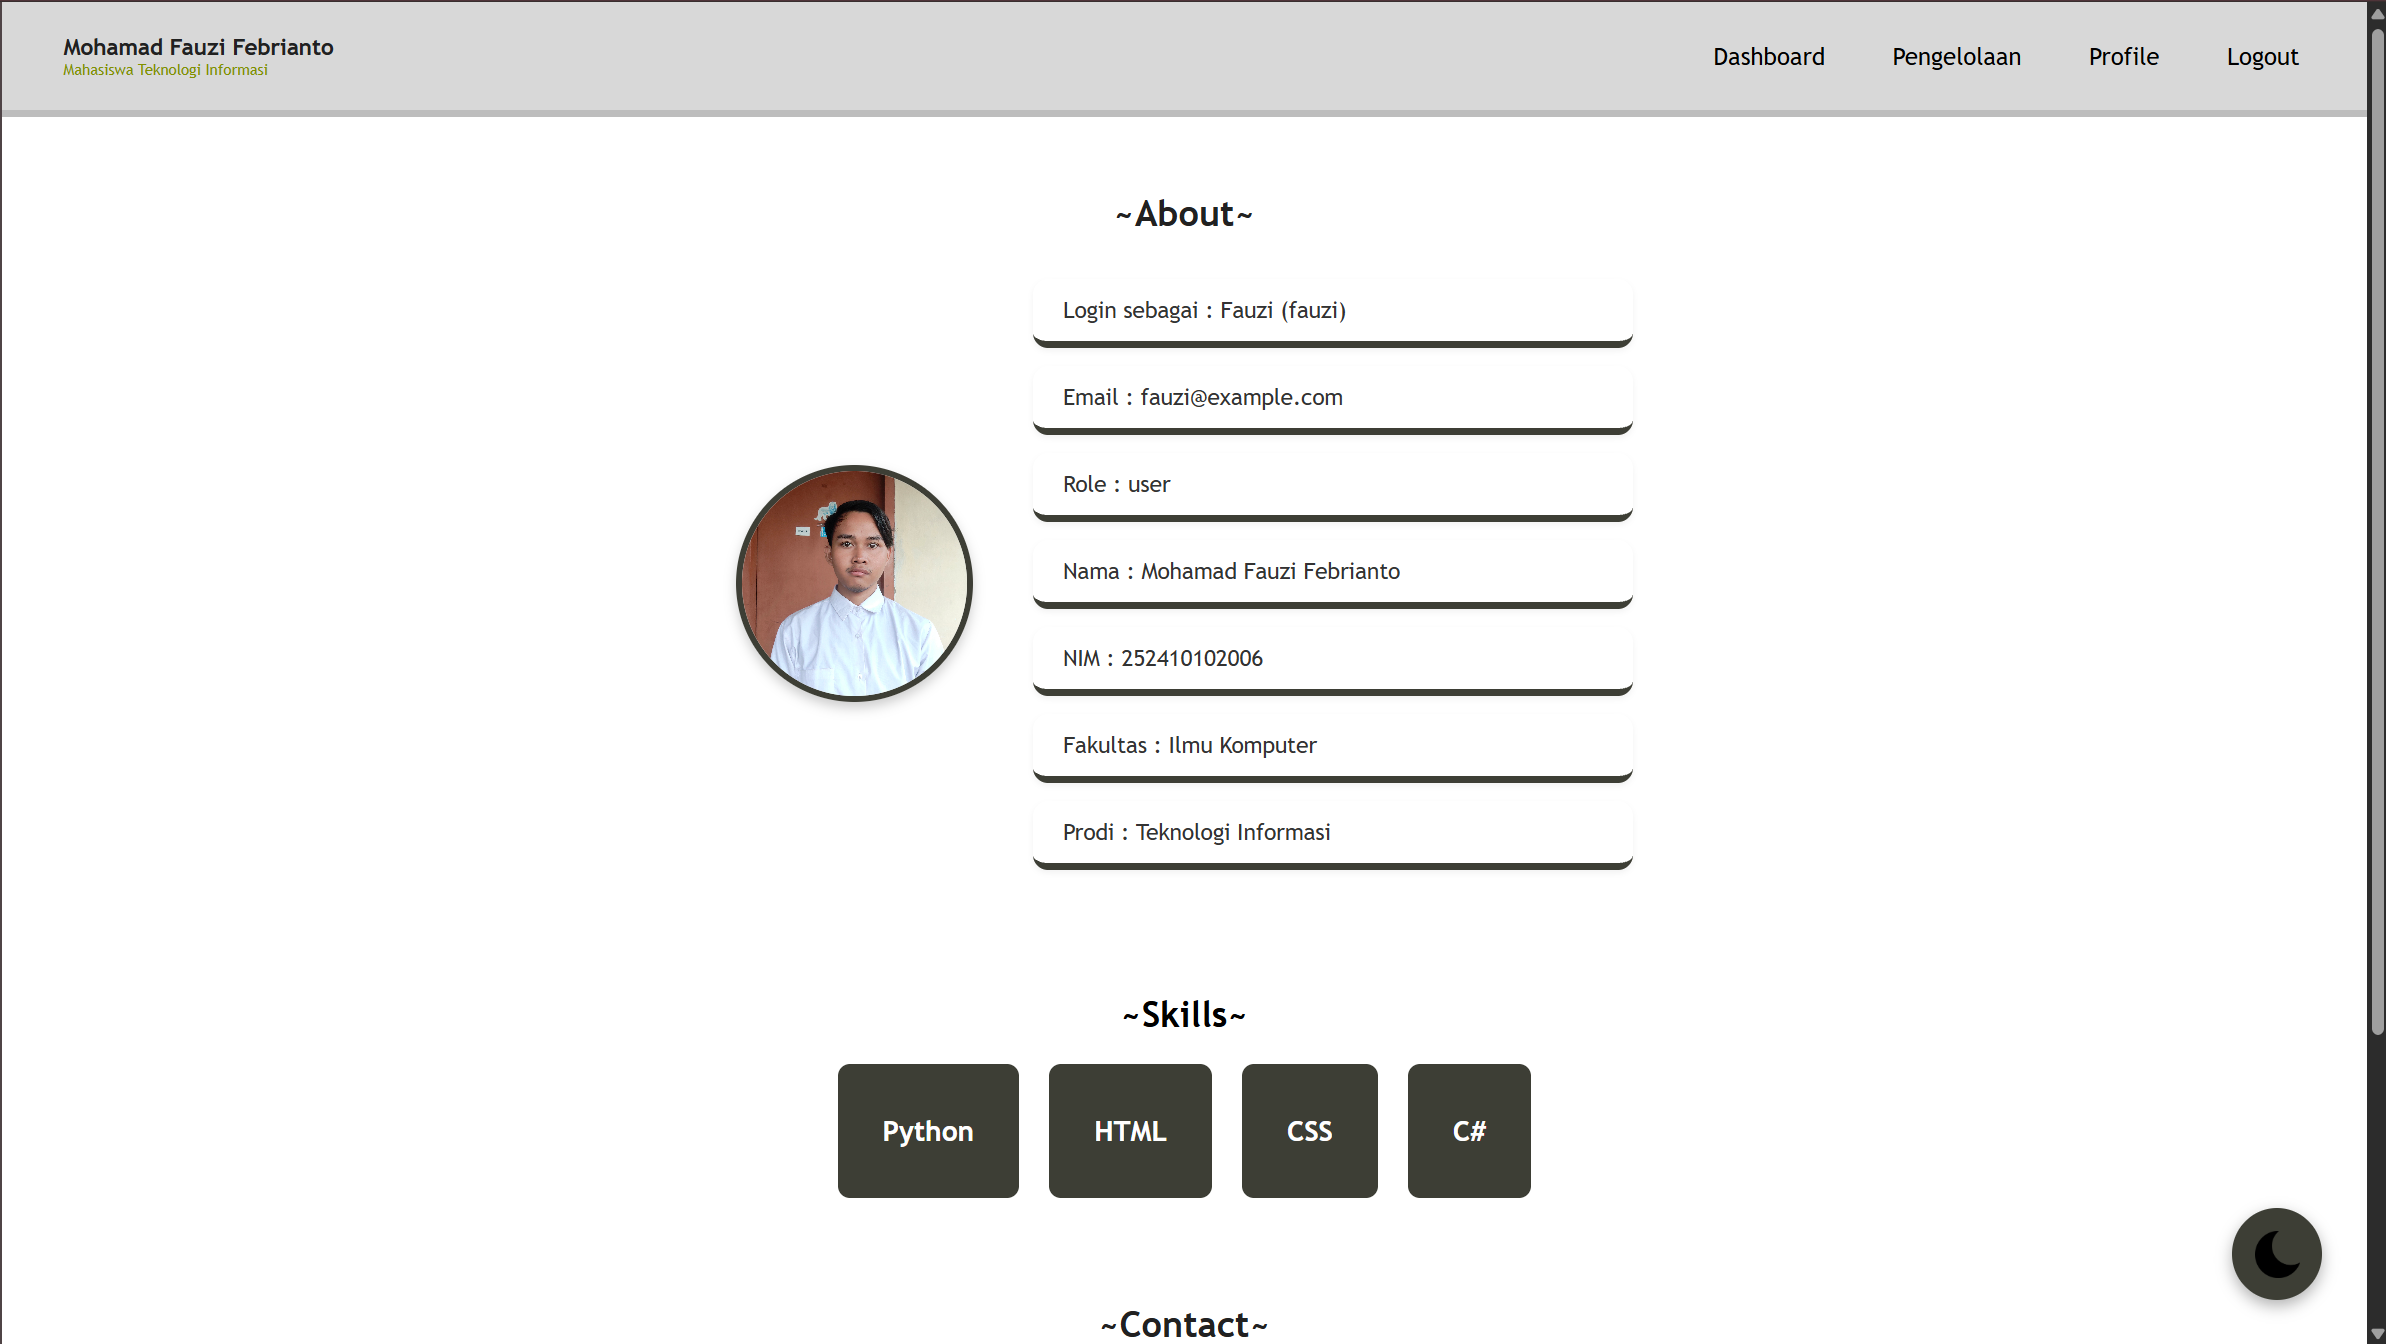 Mohamad Fauzi Febrianto
Mahasiswa Teknologi Informasi
Dashboard
Pengelolaan
Profile
Logout
~About~
Login sebagai : Fauzi (fauzi)
Email : fauzi@example.com
Role : user
Nama : Mohamad Fauzi Febrianto
NIM : 252410102006
Fakultas : Ilmu Komputer
Prodi : Teknologi Informasi
~Skills~
Python
HTML
CSS
C#
~Contact~